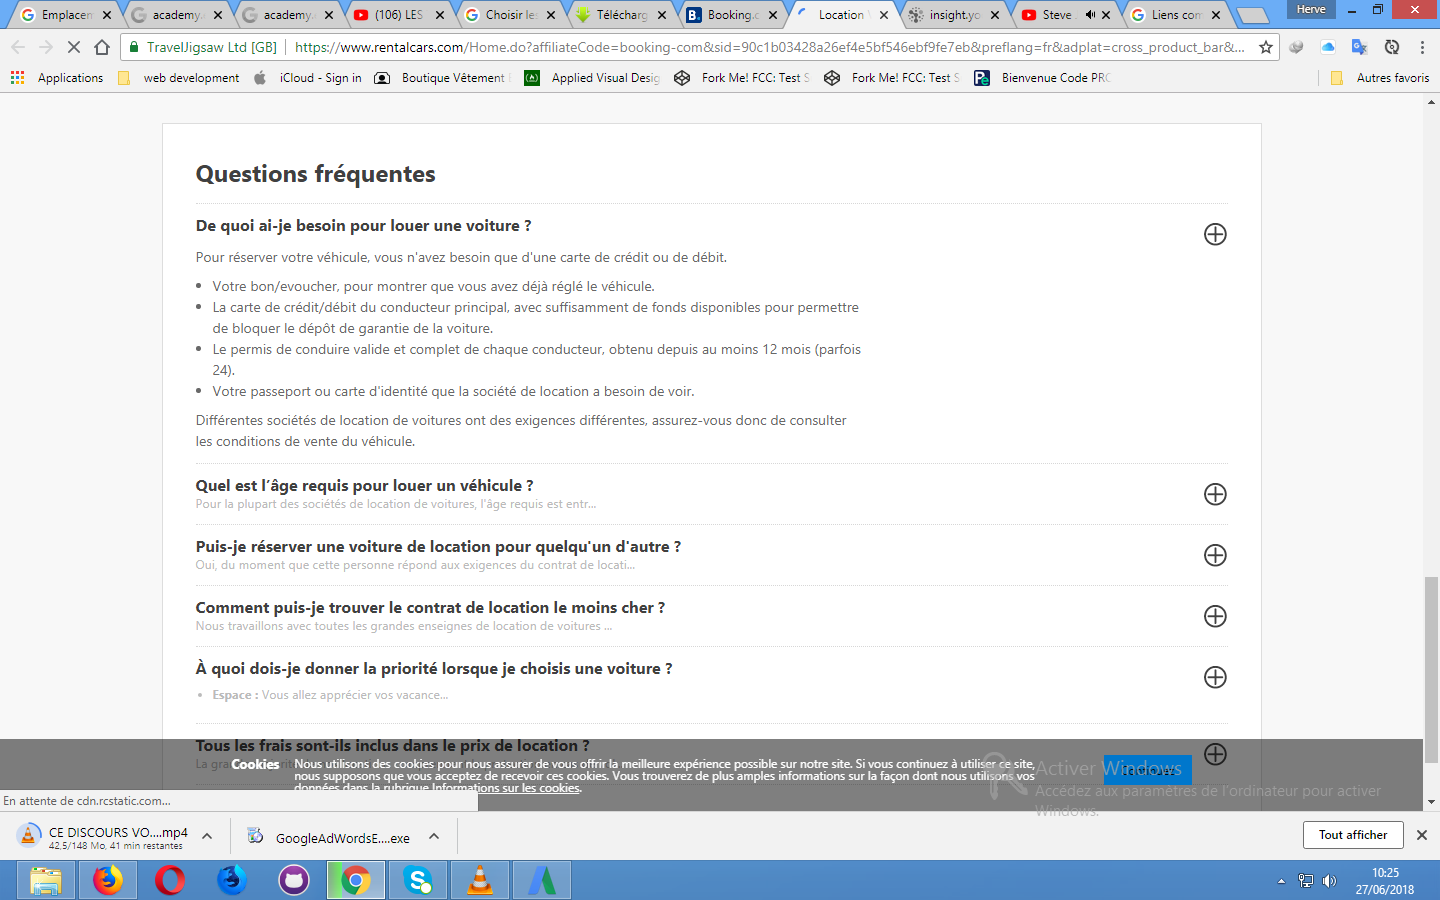 Emplacem
academy.
academy.
(106) LES
Choisir les
Télécharg
Booking.c
Location V
insight.yo
Steve
Liens com
Herve
TravelJigsaw Ltd [GB]
https://www.rentalcars.com/Home.do?affiliateCode=booking-com&sid=90c1b03428a26ef4e5bf546ebf9fe7eb&preflang=fr&adplat=cross_product_bar&...
Applications
web development
iCloud - Sign in
Boutique Vêtement
Applied Visual Desig
Fork Me! FCC: Test S
Fork Me! FCC: Test S
Bienvenue Code PRO
Autres favoris
Questions fréquentes
De quoi ai-je besoin pour louer une voiture ?
Pour réserver votre véhicule, vous n'avez besoin que d'une carte de crédit ou de débit.
Votre bon/evoucher, pour montrer que vous avez déjà réglé le véhicule.
La carte de crédit/débit du conducteur principal, avec suffisamment de fonds disponibles pour permettre
de bloquer le dépôt de garantie de la voiture.
Le permis de conduire valide et complet de chaque conducteur, obtenu depuis au moins 12 mois (parfois
24).
Votre passeport ou carte d'identité que la société de location a besoin de voir.
Différentes sociétés de location de voitures ont des exigences différentes, assurez-vous donc de consulter
les conditions de vente du véhicule.
Quel est l’âge requis pour louer un véhicule ?
Pour la plupart des sociétés de location de voitures, l'âge requis est entr...
Puis-je réserver une voiture de location pour quelqu'un d'autre ?
Oui, du moment que cette personne répond aux exigences du contrat de locati...
Comment puis-je trouver le contrat de location le moins cher ?
Nous travaillons avec toutes les grandes enseignes de location de voitures ...
À quoi dois-je donner la priorité lorsque je choisis une voiture ?
Espace : Vous allez apprécier vos vacance...
Tous les frais sont-ils inclus dans le prix de location ?
Cookies
Nous utilisons des cookies pour nous assurer de vous offrir la meilleure expérience possible sur notre site. Si vous continuez à utiliser ce site,
nous supposons que vous acceptez de recevoir ces cookies. Vous trouverez de plus amples informations sur la façon dont nous utilisons vos
données dans la rubrique Informations sur les cookies.
Activer Windows
Accédez aux paramètres de l'ordinateur pour activer
Windows.
En attente de cdn.rcstatic.com...
CE DISCOURS VO....mp4
42,5/148 Mo, 41 min restantes
GoogleAdWordsE....exe
Tout afficher
10:25
27/06/2018